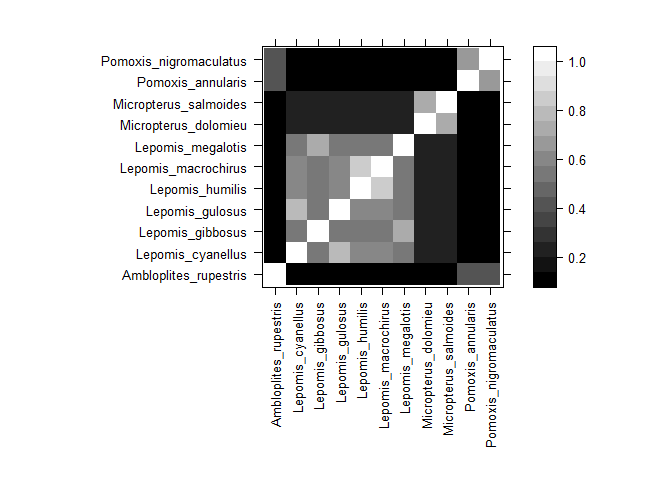 Pomoxis_nigromaculatus
Pomoxis_annularis
Micropterus_salmoides
Micropterus_dolomieu
Lepomis_megalotis
Lepomis_macrochirus
Lepomis_humilis
Lepomis_gulosus
Lepomis_gibbosus
Lepomis_cyanellus
Ambloplites_rupestris
Ambloplites_rupestris
Lepomis_cyanellus
Lepomis_gibbosus
Lepomis_gulosus
Lepomis_humilis
Lepomis_macrochirus
Lepomis_megalotis
Micropterus_dolomieu
Micropterus_salmoides
Pomoxis_annularis
Pomoxis_nigromaculatus
1.0
0.8
0.6
0.4
0.2